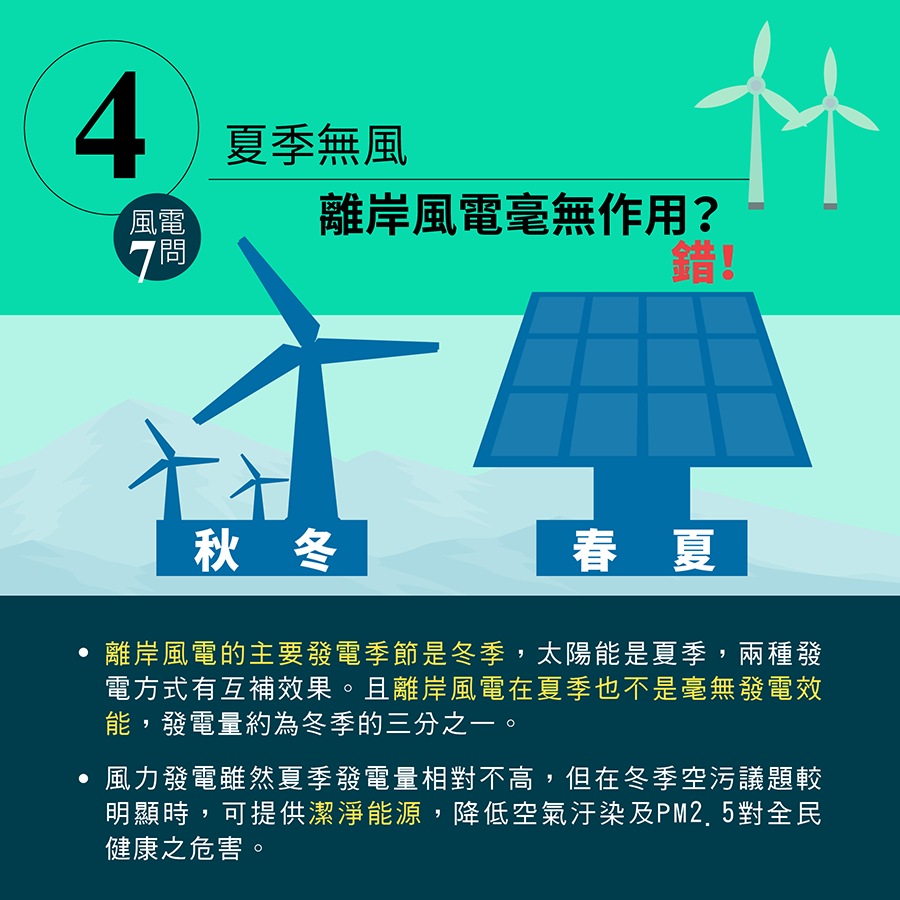 4
風電
7問
夏季無風
離岸風電毫無作用?
錯!
秋 冬
春 夏
• 離岸風電的主要發電季節是冬季，太陽能是夏季，兩種發
電方式有互補效果。且離岸風電在夏季也不是毫無發電效
能，發電量約為冬季的三分之一。
• 風力發電雖然夏季發電量相對不高，但在冬季空污議題較
明顯時，可提供潔淨能源，降低空氣汙染及PM2.5對全民
健康之危害。